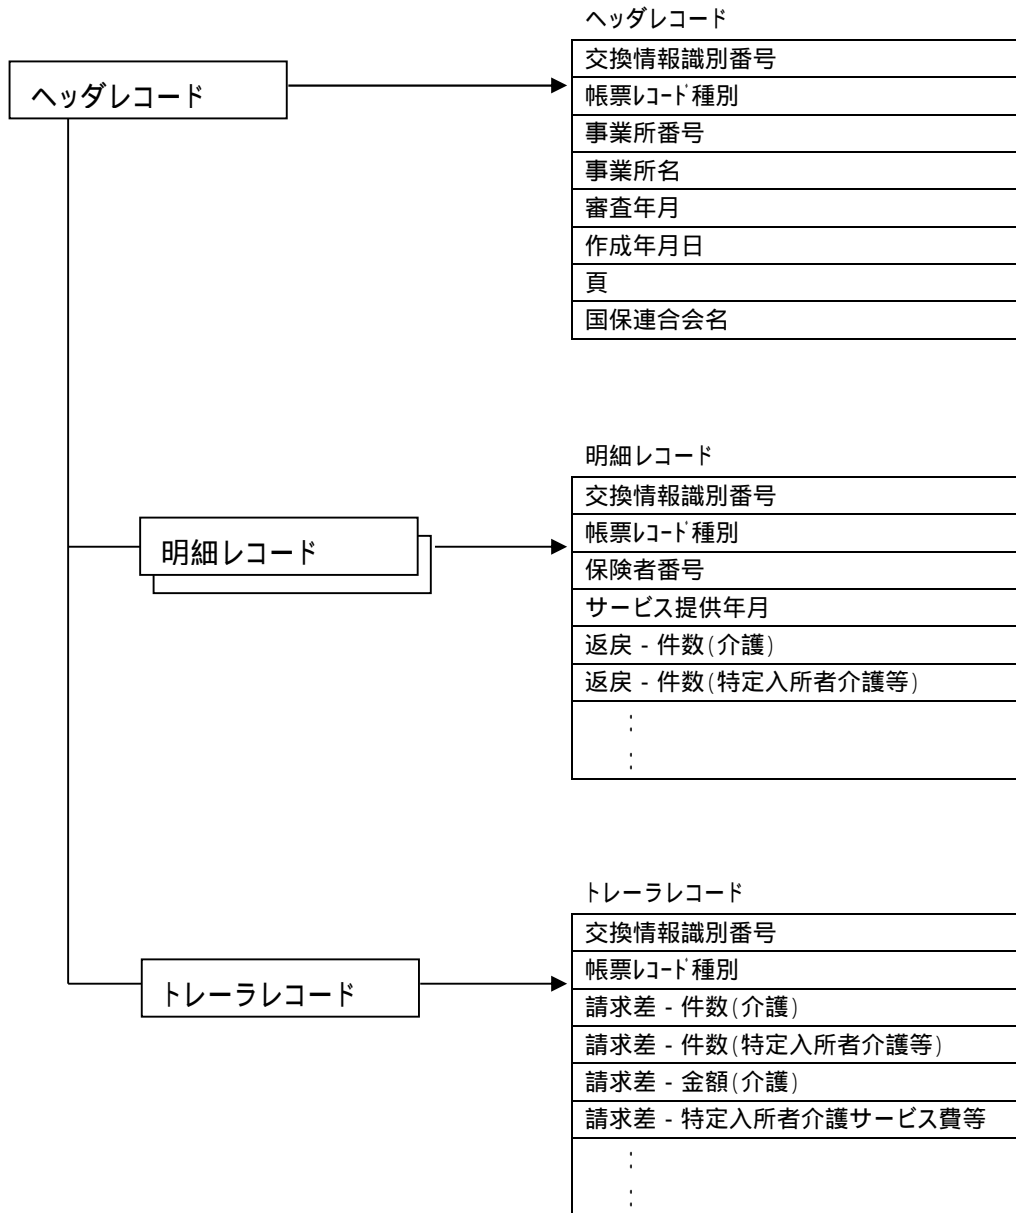 ヘッダレコード
ヘッダレコード
交換情報識別番号
帳票ﾚｺｰﾄﾞ種別
事業所番号
事業所名
審査年月
作成年月日
頁
国保連合会名
明細レコード
明細レコード
交換情報識別番号
帳票ﾚｺｰﾄﾞ種別
保険者番号
サービス提供年月
返戻 - 件数(介護)
返戻 - 件数(特定入所者介護等)
:
:
トレーラレコード
トレーラレコード
交換情報識別番号
帳票ﾚｺｰﾄﾞ種別
請求差 - 件数(介護)
請求差 - 件数(特定入所者介護等)
請求差 - 金額(介護)
請求差 - 特定入所者介護サービス費等
:
: